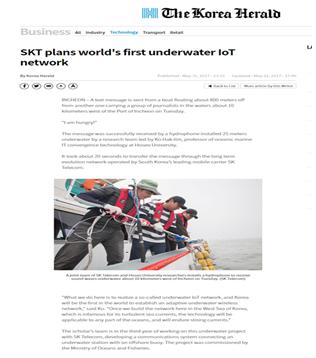 The Korea Herald
Business All Industry Technology Transport Retail
SKT plans world's first underwater IoT
network
By Korea Herald
Back to List
INCHEON – A text message is sent from a boat floating about 800 meters off
from another one carrying a group of journalists in the waters about 10
kilometers west of the Port of Incheon on Tuesday.
"I am hungry!"
The message was successfully received by a hydrophone installed 25 meters
underwater by a research team led by Ko Hak-lim, professor of oceanic marine
IT convergence technology at Hoseo University.
It took about 20 seconds to transfer the message through the long term
evolution network operated by South Korea's leading mobile carrier SK
Telecom.
A joint team of SK Telecom and Hoseo University researchers installs a hydrophone to receive
sound waves underwater about 10 kilometers west of Incheon on Tuesday. (SK Telecom)
"What we do here is to realize a so-called underwater IoT network, and Korea
will be the first in the world to establish an adaptive underwater wireless
network," said Ko. "Once we build the network here in the West Sea of Korea,
which is infamous for its turbulent sea currents, the technology will be
applicable to any part of the oceans, and will endure strong currents."
The scholar's team is in the third year of working on this underwater project
with SK Telecom, developing a communications system connecting an
underwater station with an offshore buoy. The project was commissioned by
the Ministry of Oceans and Fisheries.